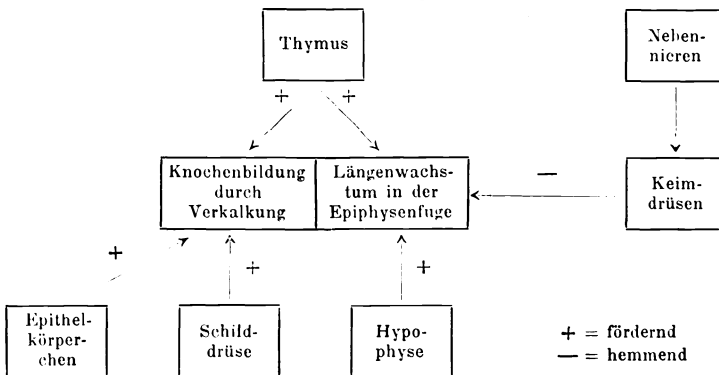 Thymus
Neben-
nieren
+ +
Knochenbildung
durch
Verkalkung
Längenwachs-
tum in der
Epiphysenfuge
—
Keim-
drüsen
+
+
+
Epithel-
körper-
chen
Schild-
drüse
Hypo-
physe
+ = fördernd
— = hemmend